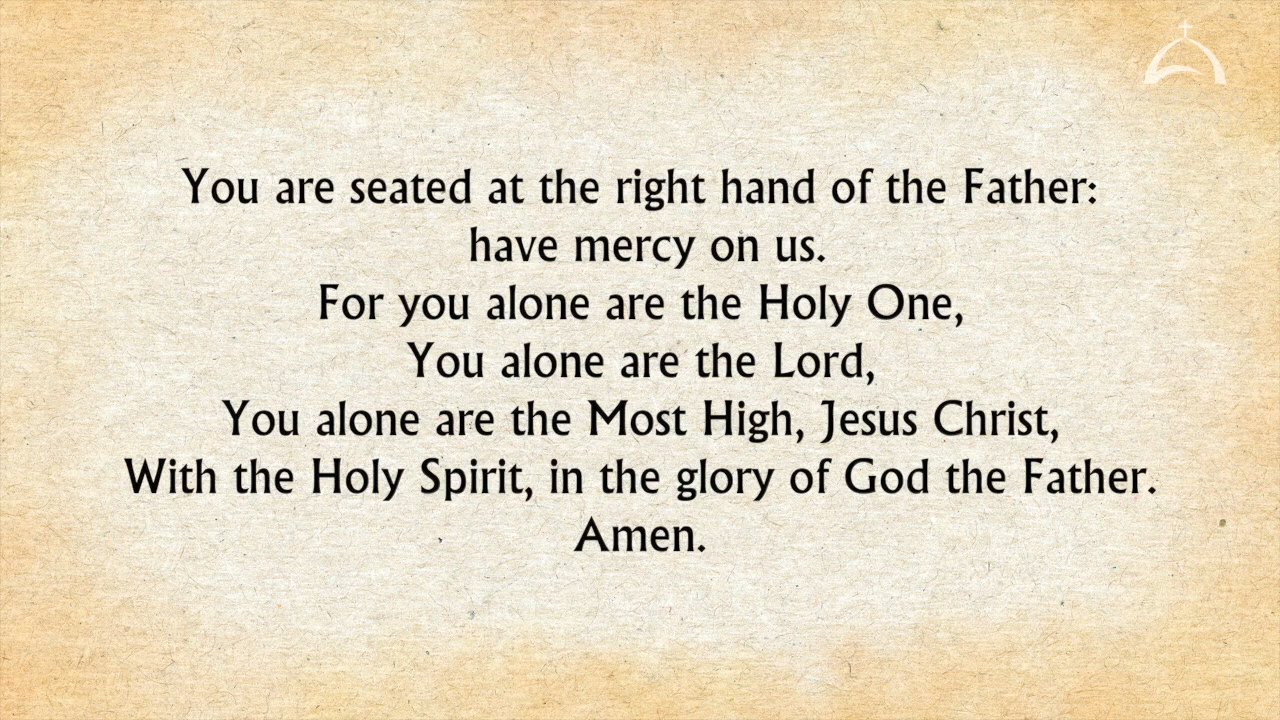 You are seated at the right hand of the Father:
have mercy on us.
For you alone are the Holy One,
You alone are the Lord,
You alone are the Most High, Jesus Christ,
With the Holy Spirit, in the glory of God the Father.
Amen.